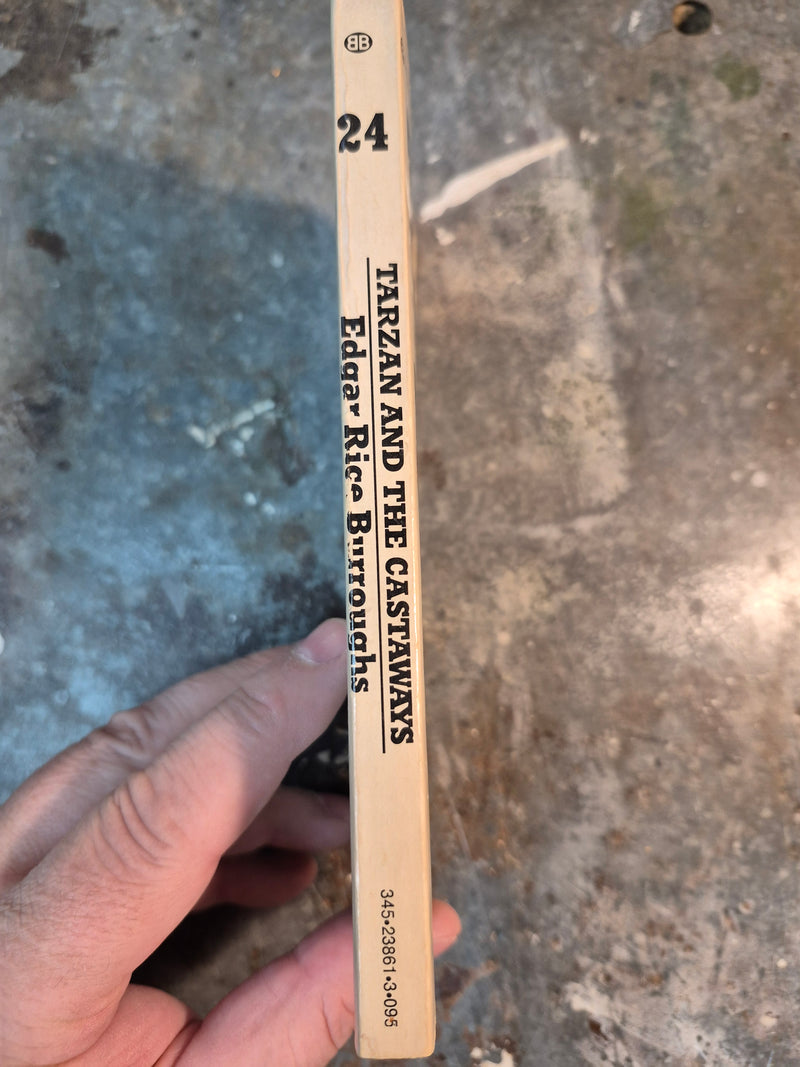 BB
24
TARZAN AND THE CASTAWAYS
Edgar Rice Burroughs
345•23861•3•095